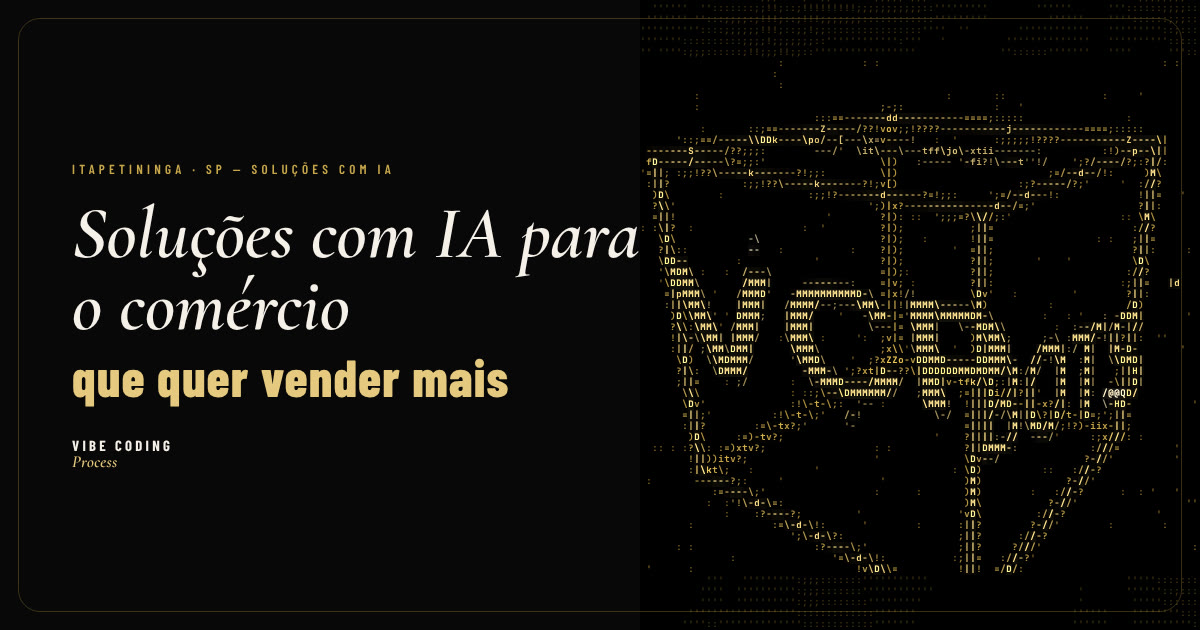 ITAPETININGA · SP — SOLUÇÕES COM IA
Soluções com IA para
o comércio
que quer vender mais
VIBE CODING
Process